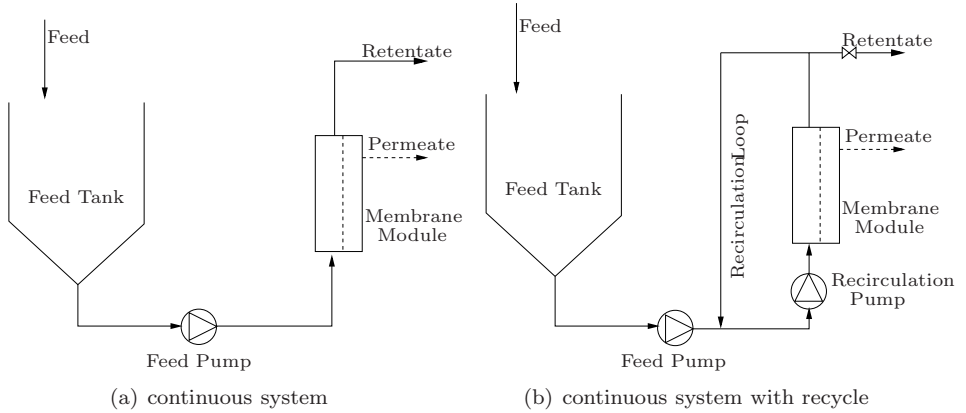 Feed
Retentate
Permeate
Feed Tank
Membrane
Module
Feed Pump
(a) continuous system
Feed
Retentate
Recirculation Loop
Permeate
Feed Tank
Membrane
Module
Recirculation
Pump
Feed Pump
(b) continuous system with recycle